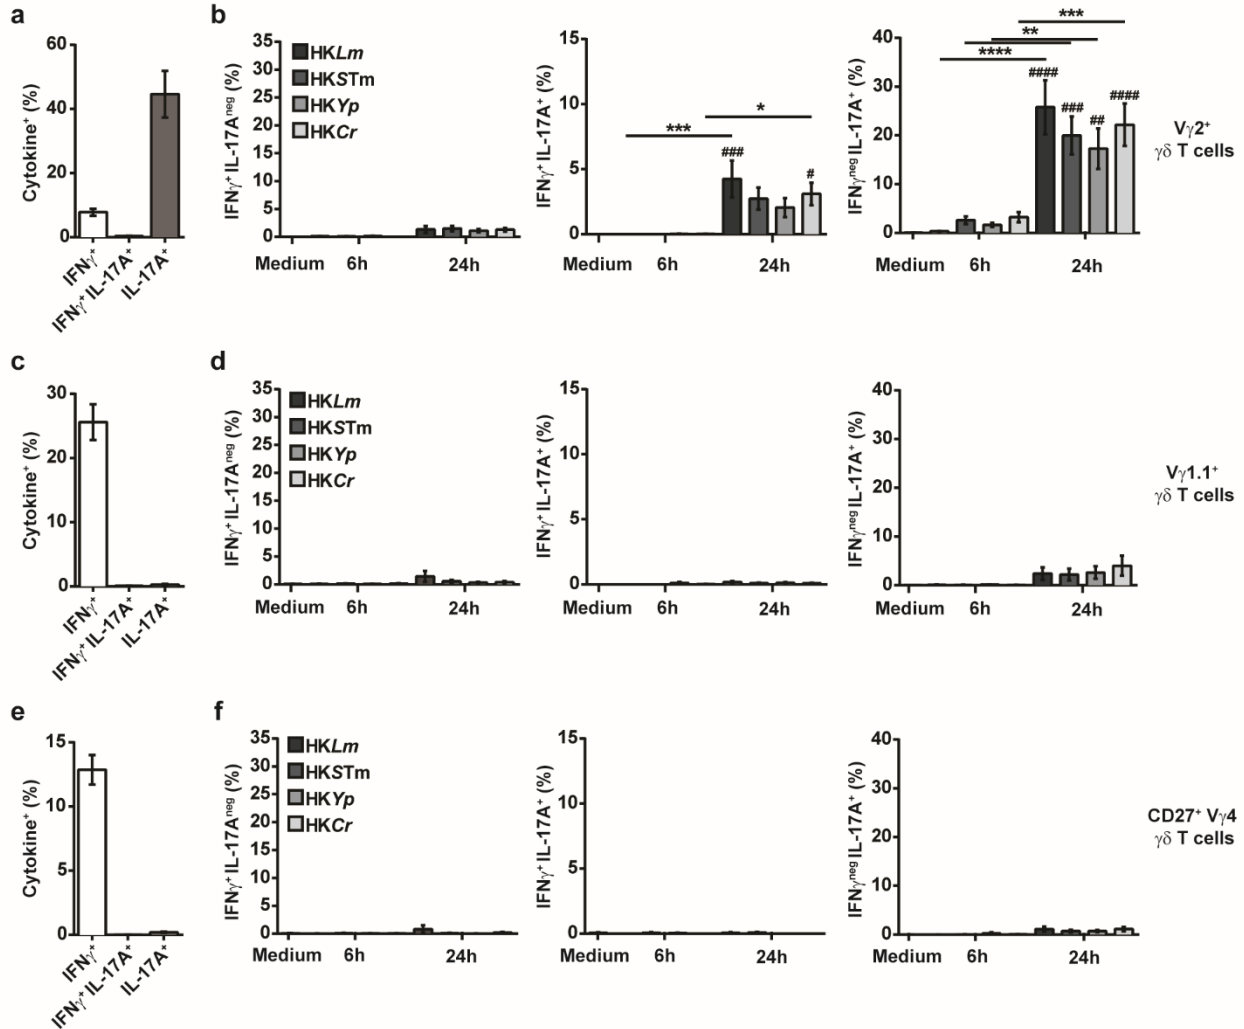 a
60
40
20
0
Cytokine⁺ (%)
IFNγ⁺
IFNγ⁺ IL-17A⁺
IL-17A⁺
b
35
30
25
20
15
10
5
0
IFNγ⁺ IL-17Aⁿᵉᵍ (%)
HKLm
HKSTm
HKYp
HKCr
Medium 6h 24h
15
10
5
0
IFNγ⁺ IL-17A⁺ (%)
***
*
###
#
Medium 6h 24h
40
30
20
10
0
IFNγⁿᵉᵍ IL-17A⁺ (%)
***
**
****
####
###
##
####
Medium 6h 24h
Vγ2⁺
γδ T cells
c
30
20
10
0
Cytokine⁺ (%)
IFNγ⁺
IFNγ⁺ IL-17A⁺
IL-17A⁺
d
35
30
25
20
15
10
5
0
IFNγ⁺ IL-17Aⁿᵉᵍ (%)
HKLm
HKSTm
HKYp
HKCr
Medium 6h 24h
15
10
5
0
IFNγ⁺ IL-17A⁺ (%)
Medium 6h 24h
40
30
20
10
0
IFNγⁿᵉᵍ IL-17A⁺ (%)
Medium 6h 24h
Vγ1.1⁺
γδ T cells
e
15
10
5
0
Cytokine⁺ (%)
IFNγ⁺
IFNγ⁺ IL-17A⁺
IL-17A⁺
f
35
30
25
20
15
10
5
0
IFNγ⁺ IL-17Aⁿᵉᵍ (%)
HKLm
HKSTm
HKYp
HKCr
Medium 6h 24h
15
10
5
0
IFNγ⁺ IL-17A⁺ (%)
Medium 6h 24h
40
30
20
10
0
IFNγⁿᵉᵍ IL-17A⁺ (%)
Medium 6h 24h
CD27⁺ Vγ4
γδ T cells